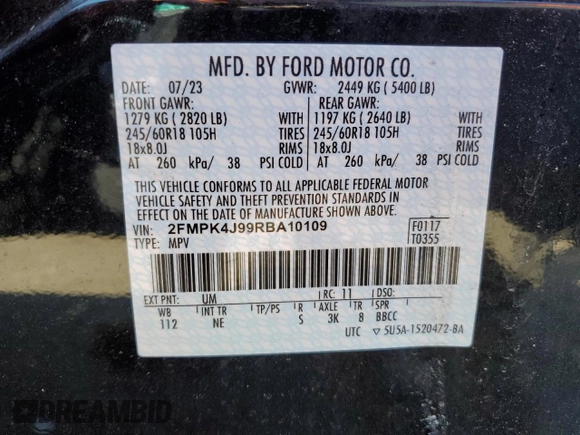 MFD. BY FORD MOTOR CO.
DATE: 07/23 GVWR: 2449 KG ( 5400 LB)
FRONT GAWR: REAR GAWR:
1279 KG ( 2820 LB) WITH 1197 KG ( 2640 LB) WITH
245/60R18 105H TIRES 245/60R18 105H TIRES
18x8.0J RIMS 18x8.0J RIMS
AT 260 kPa/ 38 PSI COLD AT 260 kPa/ 38 PSI COLD
THIS VEHICLE CONFORMS TO ALL APPLICABLE FEDERAL MOTOR
VEHICLE SAFETY AND THEFT PREVENTION STANDARDS IN
EFFECT ON THE DATE OF MANUFACTURE SHOWN ABOVE.
VIN: 2FMPK4J99RBA10109 F0117
TYPE: MPV T0355
EXT PNT: UM RC: 11 DSO:
WB INT TR TP/PS R AXLE TR SPR
112 NE S 3K 8 BBCC
UTC ▽ 5U5A-1520472-BA
DREAMBID